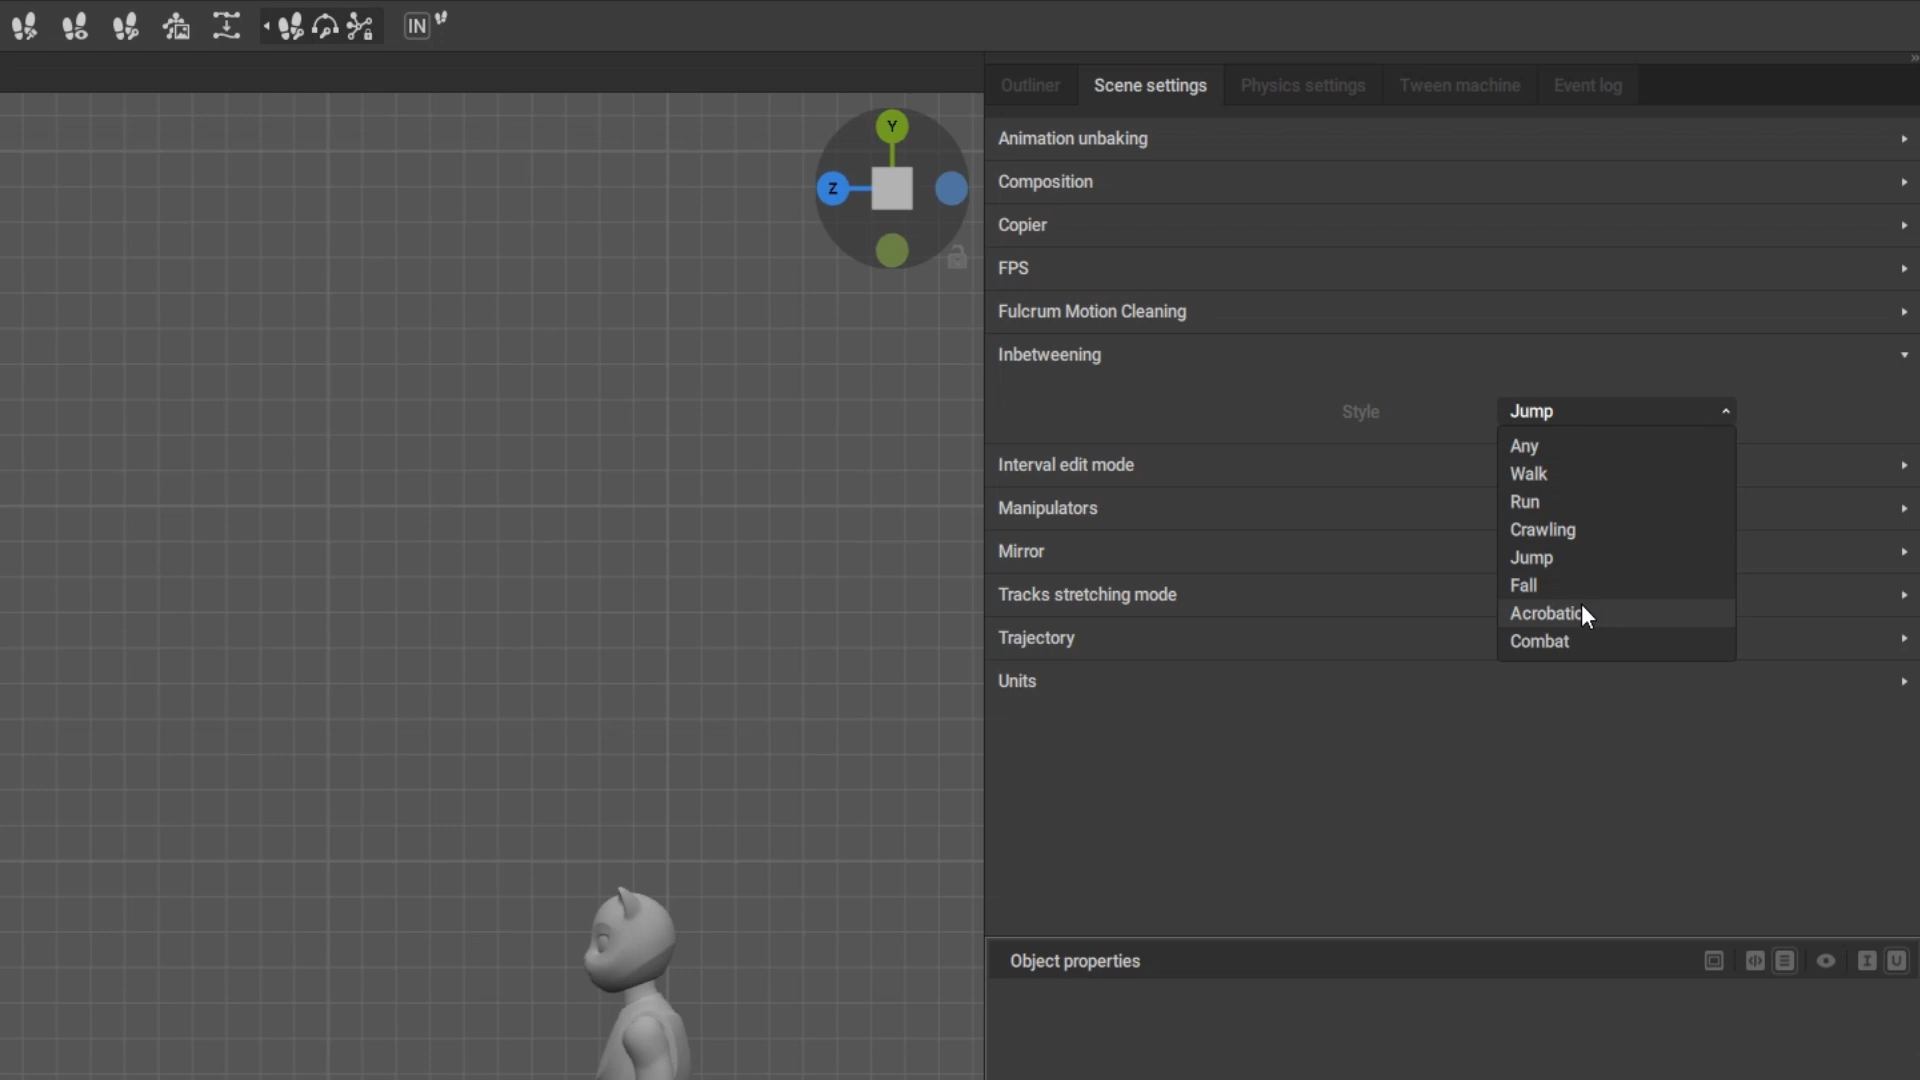 IN
Outliner
Scene settings
Physics settings
Tween machine
Event log
Y
Z
Animation unbaking
Composition
Copier
FPS
Fulcrum Motion Cleaning
Inbetweening
Style
Jump
Any
Walk
Run
Crawling
Jump
Fall
Acrobatic
Combat
Interval edit mode
Manipulators
Mirror
Tracks stretching mode
Trajectory
Units
Object properties
I
U